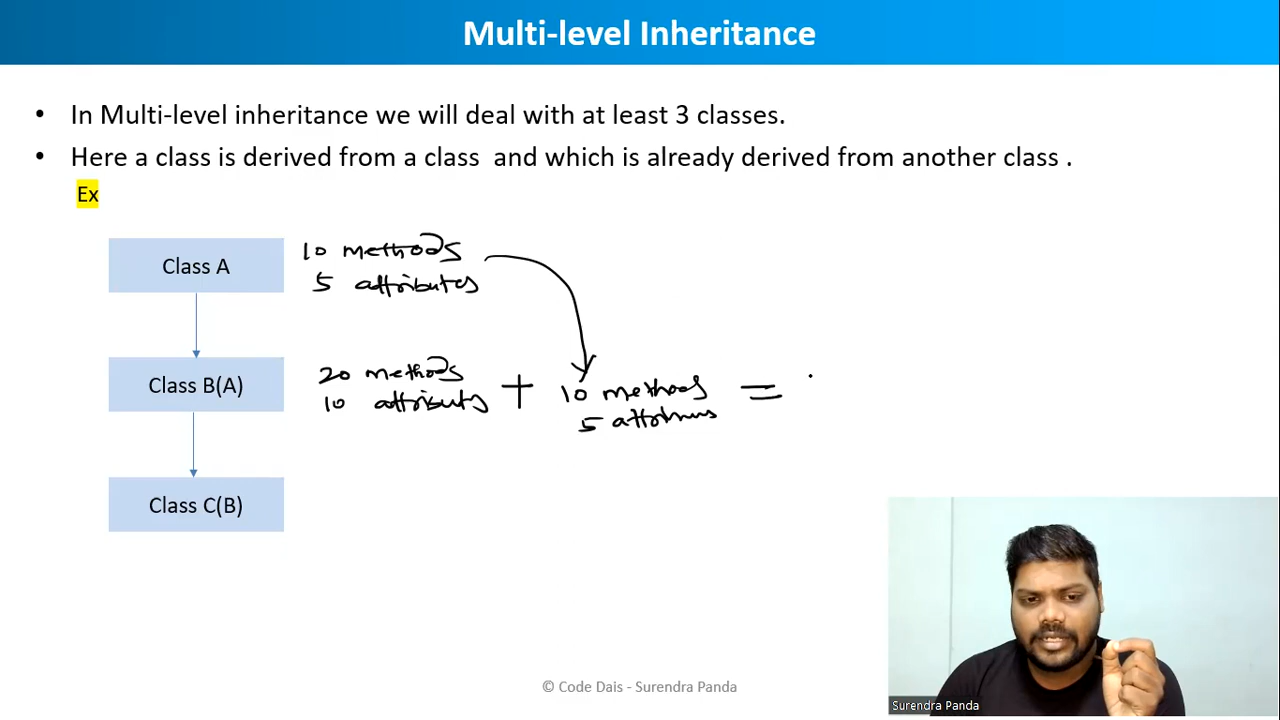 Multi-level Inheritance
• In Multi-level inheritance we will deal with at least 3 classes.
• Here a class is derived from a class and which is already derived from another class .
Ex
Class A
10 methods
5 attributes
Class B(A)
20 methods
10 attributs
+
10 methods
5
=
Class C(B)
© Code Dais - Surendra Panda
Surendra Panda